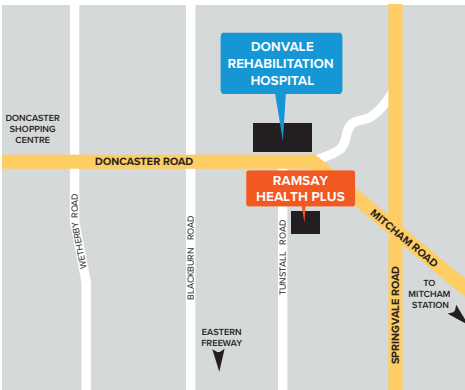 DONVALE
REHABILITATION
HOSPITAL
DONCASTER
SHOPPING
CENTRE
DONCASTER ROAD
RAMSAY
HEALTH PLUS
WETHERBY ROAD
BLACKBURN ROAD
TUNSTALL ROAD
MITCHAM ROAD
SPRINGVALE ROAD
TO
MITCHAM
STATION
EASTERN
FREEWAY